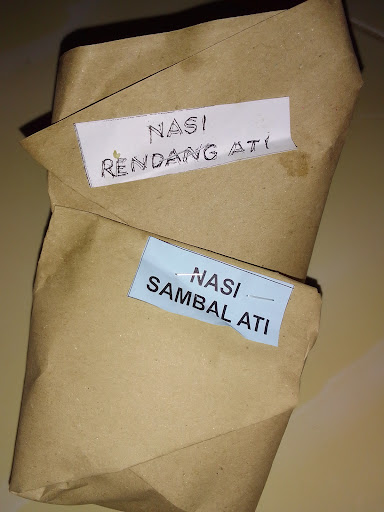 NASI
RENDANG ATI
NASI
SAMBAL ATI